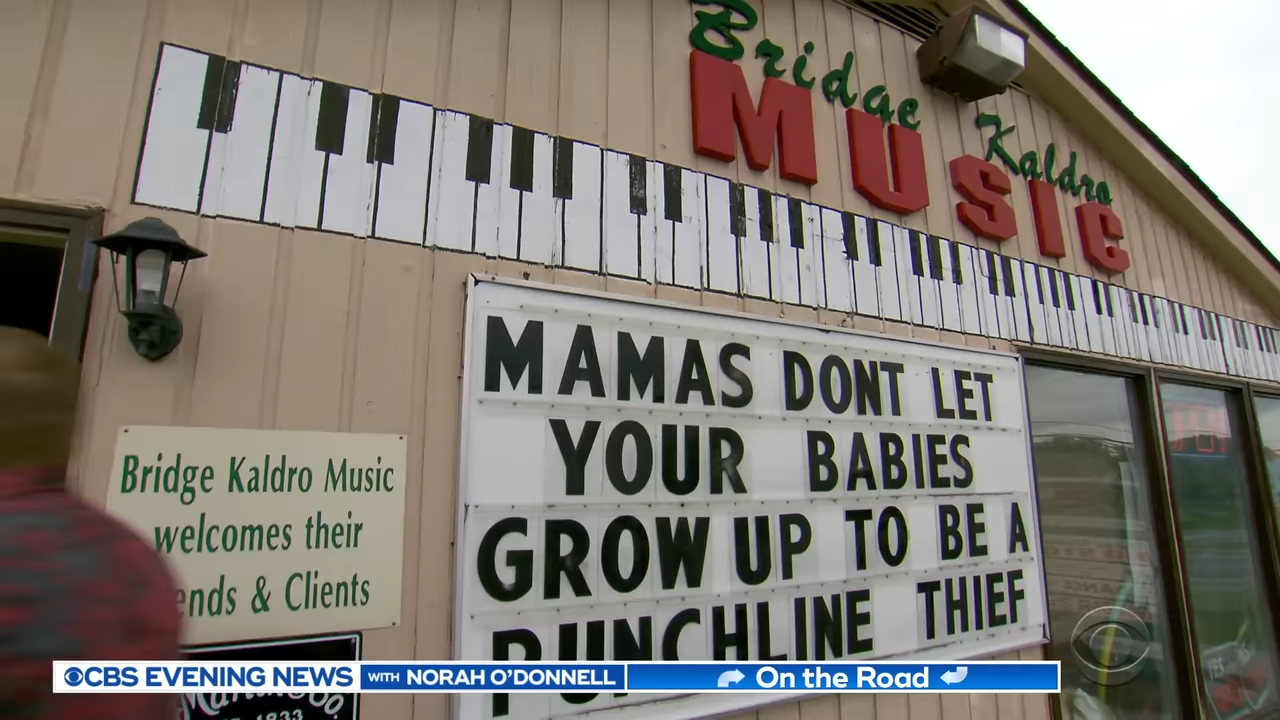 Bridge Kaldro
MUSIC
MAMAS DONT LET
YOUR BABIES
GROW UP TO BE A
PUNCHLINE THIEF
Bridge Kaldro Music
welcomes their
ends & Clients
1833
CBS EVENING NEWS WITH NORAH O'DONNELL On the Road